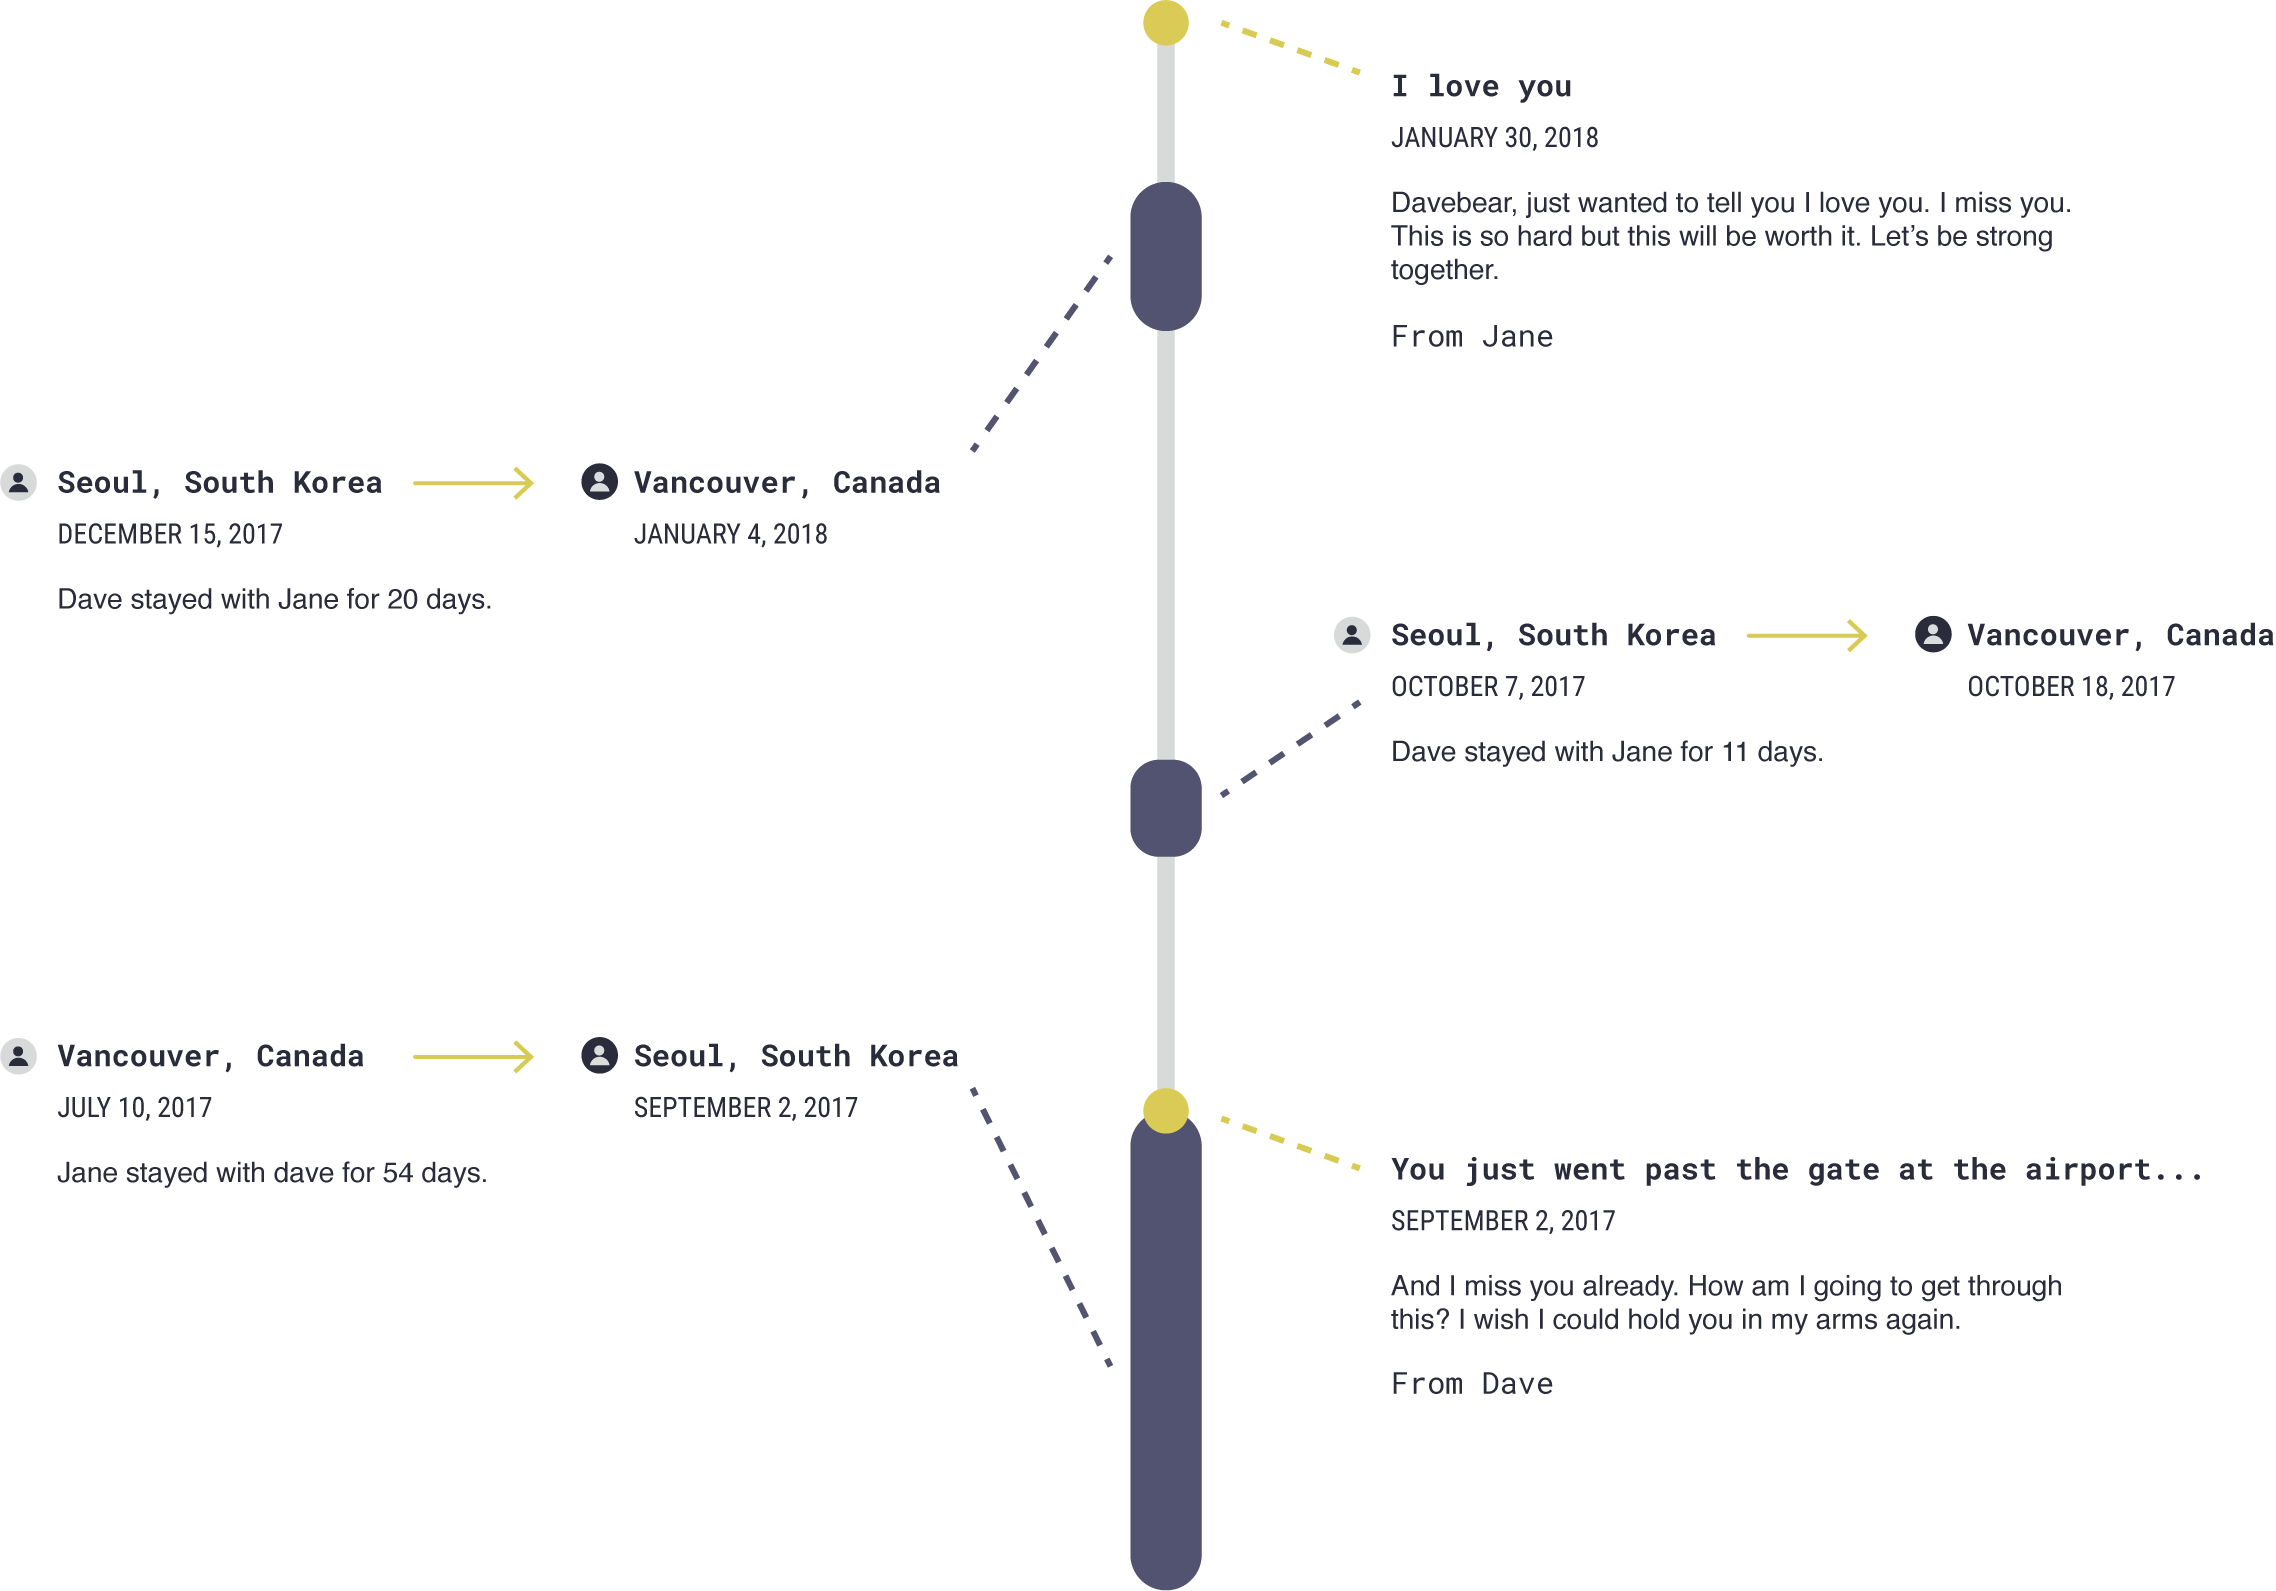 I love you
JANUARY 30, 2018
Davebear, just wanted to tell you I love you. I miss you.
This is so hard but this will be worth it. Let’s be strong
together.
From Jane
Seoul, South Korea
DECEMBER 15, 2017
Vancouver, Canada
JANUARY 4, 2018
Dave stayed with Jane for 20 days.
Seoul, South Korea
OCTOBER 7, 2017
Vancouver, Canada
OCTOBER 18, 2017
Dave stayed with Jane for 11 days.
Vancouver, Canada
JULY 10, 2017
Seoul, South Korea
SEPTEMBER 2, 2017
Jane stayed with dave for 54 days.
You just went past the gate at the airport...
SEPTEMBER 2, 2017
And I miss you already. How am I going to get through
this? I wish I could hold you in my arms again.
From Dave